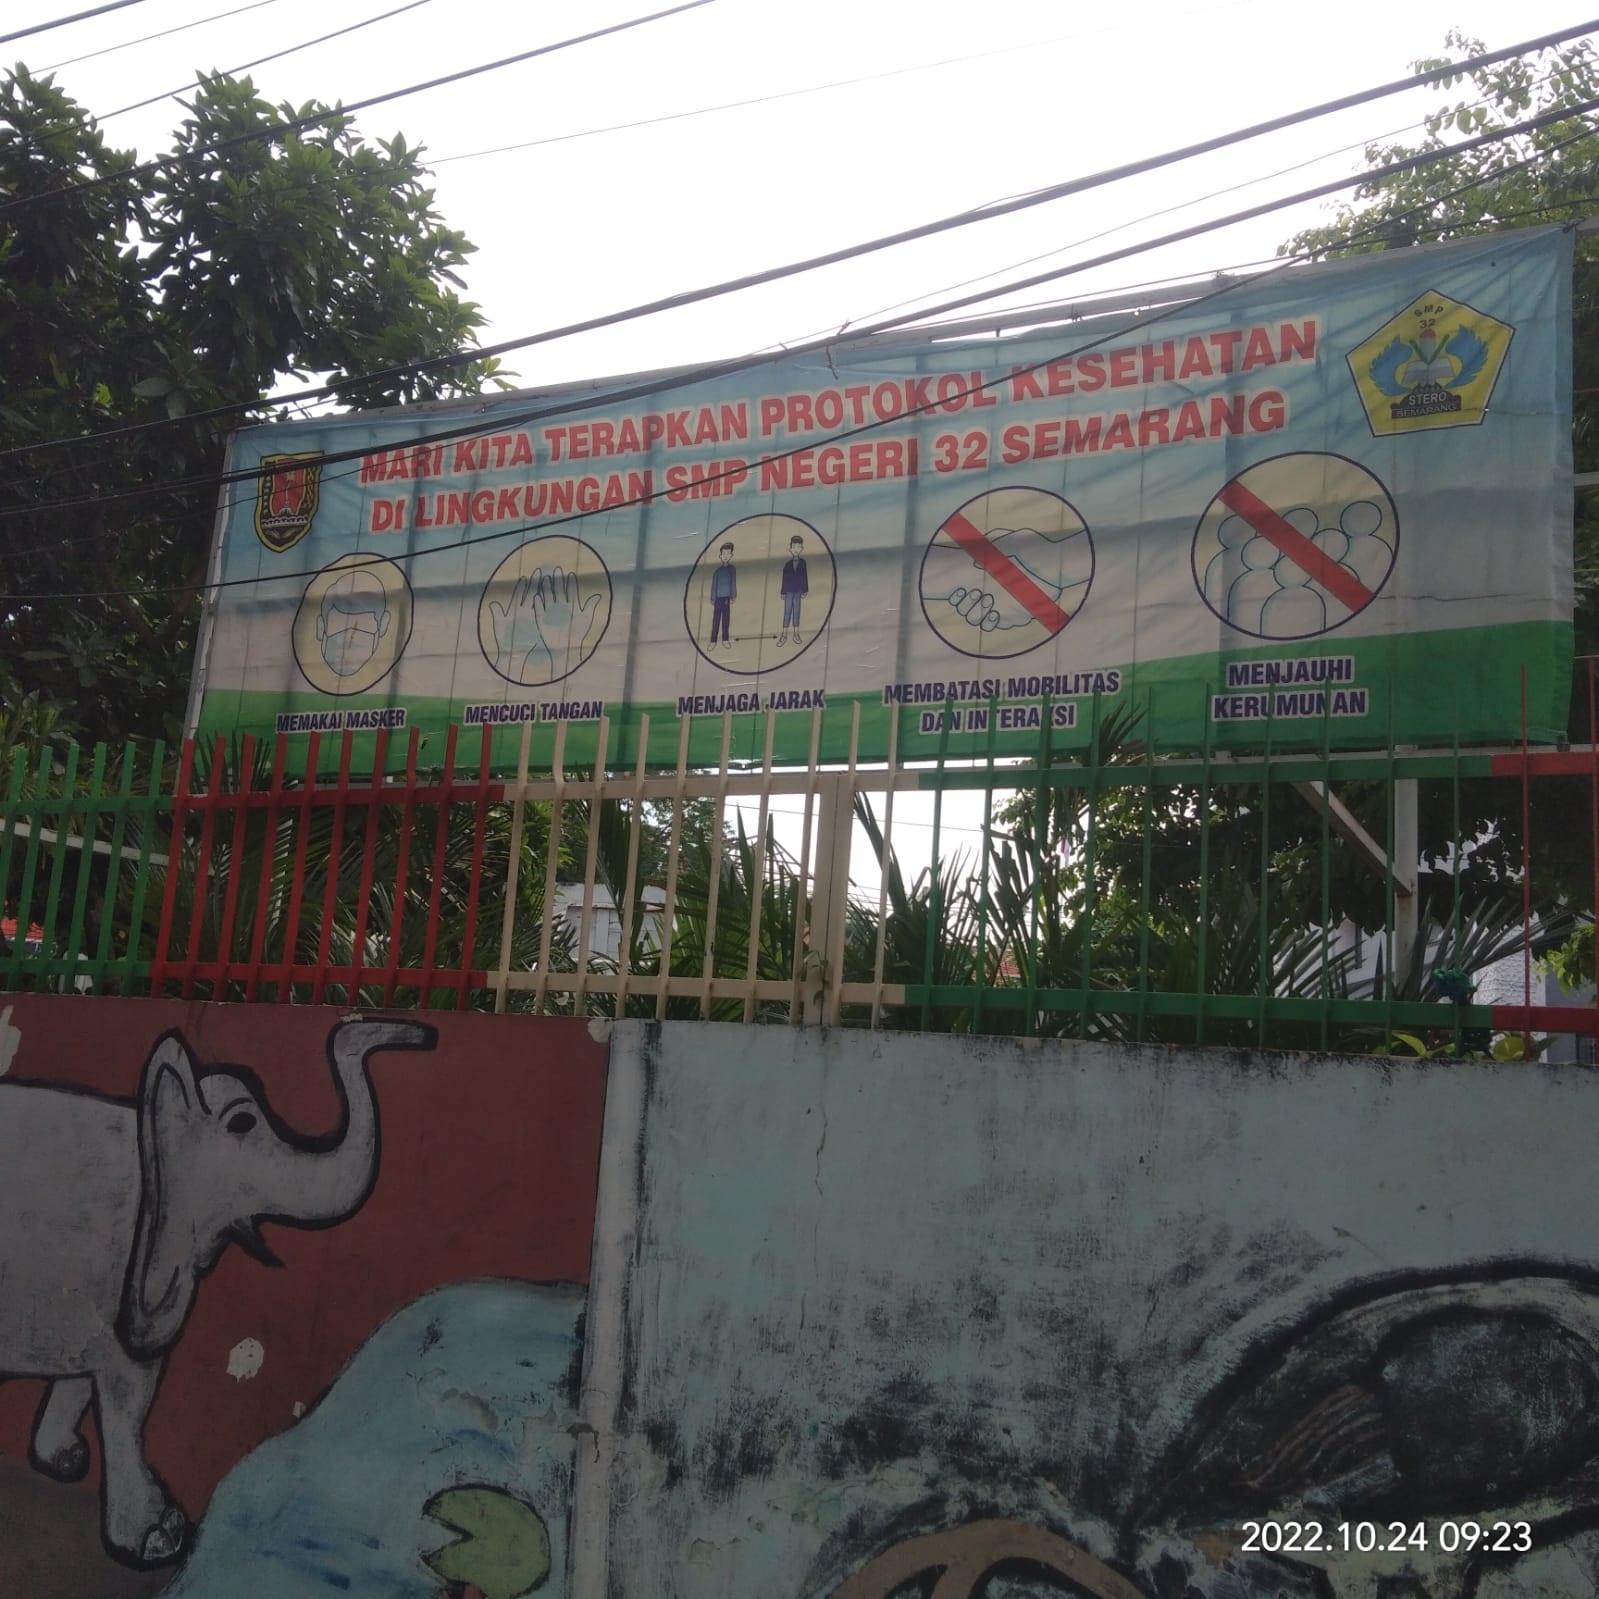 MARI KITA TERAPKAN PROTOKOL KESEHATAN
DI LINGKUNGAN SMP NEGERI 32 SEMARANG
SMP
32
STERO
SEMARANG
MEMAKAI MASKER
MENCUCI TANGAN
MENJAGA JARAK
MEMBATASI MOBILITAS
DAN INTERAKSI
MENJAUHI
KERUMUNAN
2022.10.24 09:23